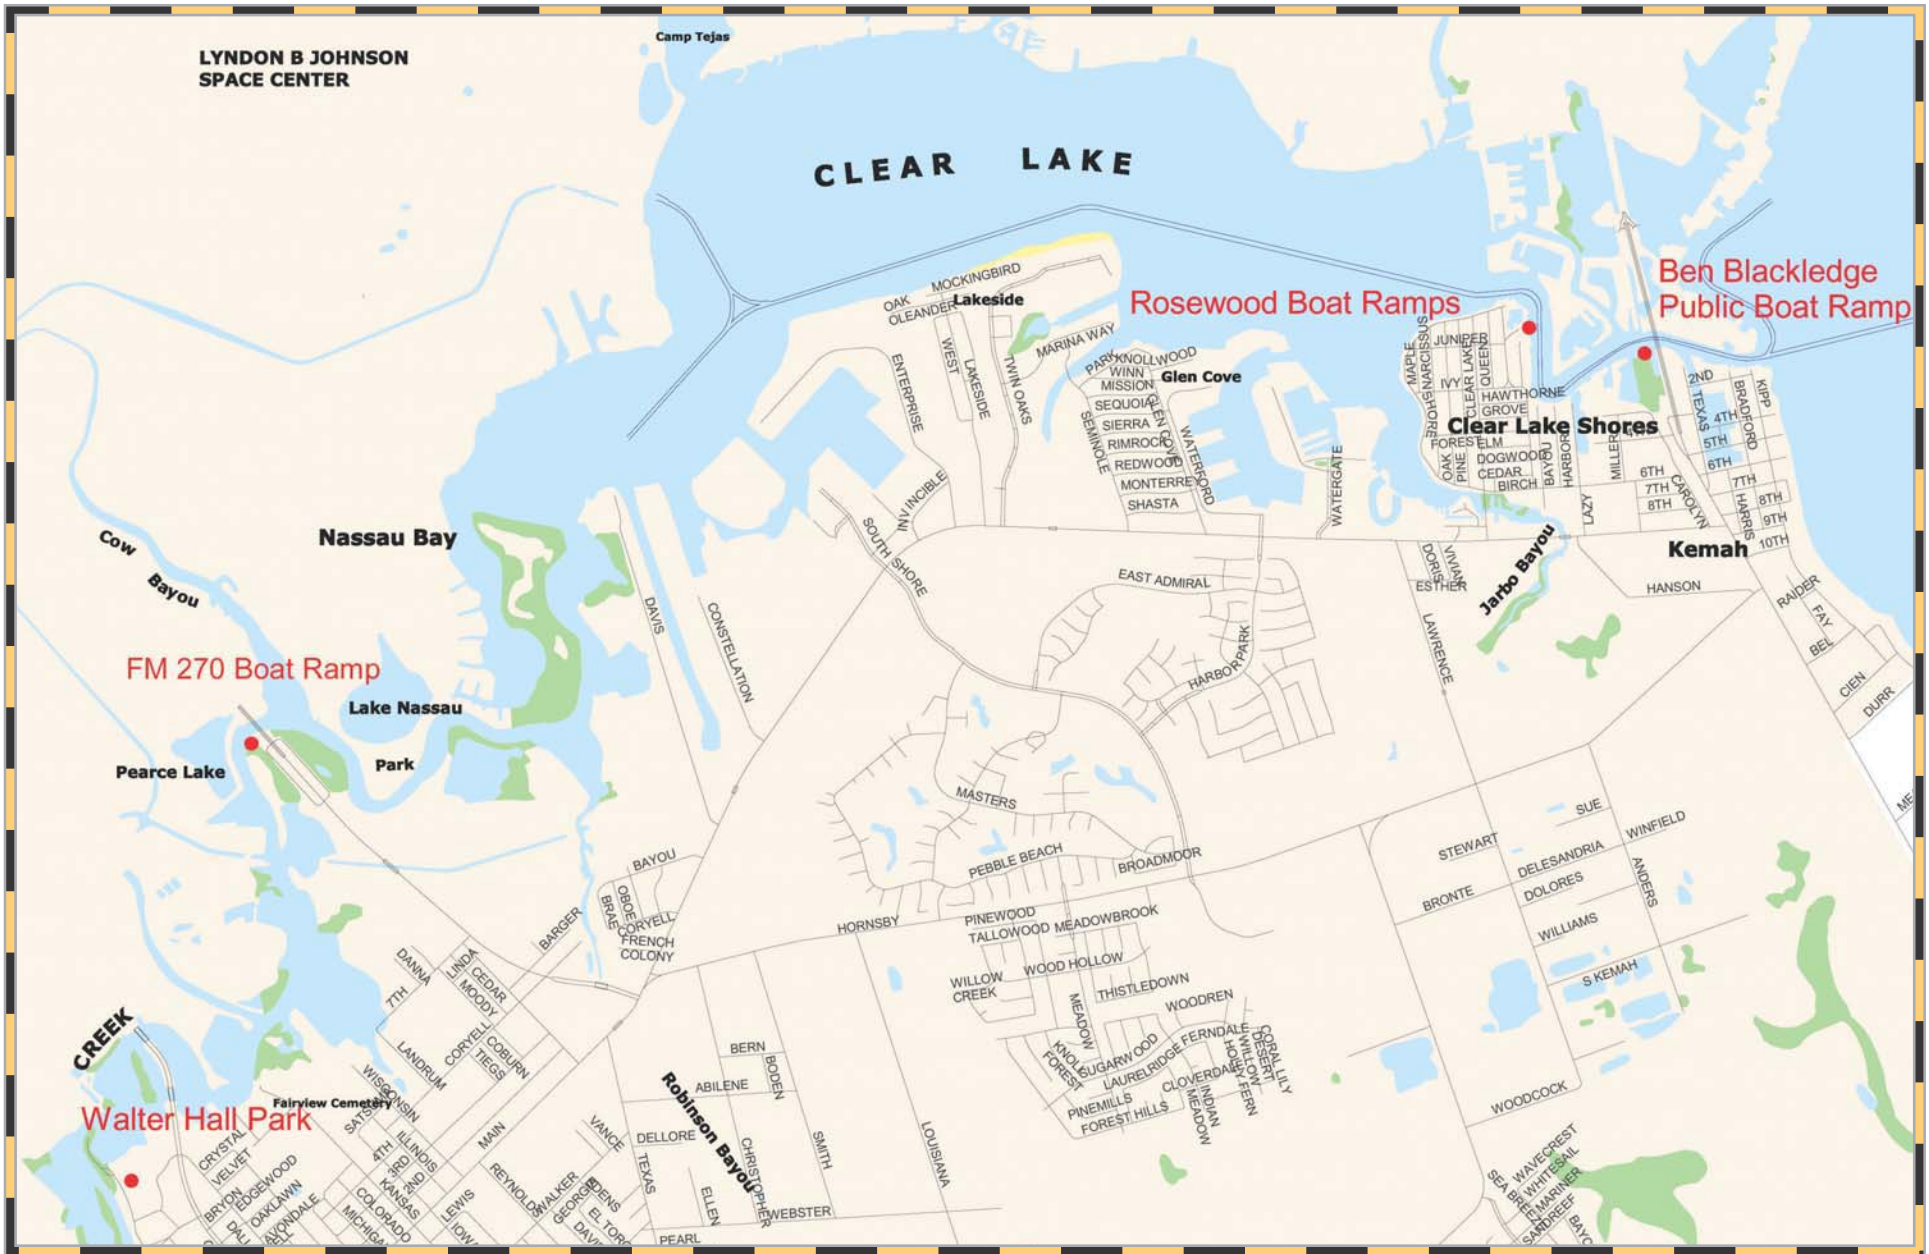 LYNDON B JOHNSON
SPACE CENTER
Camp Tejas
CLEAR LAKE
MOCKINGBIRD
OAK
OLEANDER
Lakeside
WEST
LAKESIDE
TWIN OAKS
ENTERPRISE
INVINCIBLE
MARINA WAY
PARK
KNOLLWOOD
WINN
MISSION
Glen Cove
SEQUOIA
SIERRA
RIMROCK
REDWOOD
MONTERREY
SHASTA
SEMINOLE
GLEN COVE
WATERFORD
WATERGATE
Rosewood Boat Ramps
Ben Blackledge
Public Boat Ramp
MAPLE
NARCISSUS
SHORE
JUNIPER
IVY
CLEAR LAKE
QUEEN
HAWTHORNE
GROVE
Clear Lake Shores
FOREST
ELM
DOGWOOD
CEDAR
BIRCH
OAK
PINE
BAYOU
HARBOR
MILLER
LAZY
2ND
TEXAS
BRADFORD
KIPP
4TH
5TH
6TH
6TH
7TH
8TH
7TH
8TH
9TH
10TH
HARRIS
CAROLYN
Kemah
Jarbo Bayou
DORIS
VIVIAN
ESTHER
LAWRENCE
HANSON
RAIDER
FAY
BEL
CIEN
DURR
Nassau Bay
Cow
Bayou
FM 270 Boat Ramp
Lake Nassau
Park
Pearce Lake
SOUTH SHORE
DAVIS
CONSTELLATION
EAST ADMIRAL
HARBOR PARK
MASTERS
PEBBLE BEACH
BROADMOOR
SUE
WINFIELD
STEWART
DELESANDRIA
DOLORES
BRONTE
ANDERS
WILLIAMS
S KEMAH
WOODCOCK
BAYOU
OBOE
BRAE
CORYELL
FRENCH
COLONY
BARGER
HORNSBY
PINEWOOD
TALLOWOOD
MEADOWBROOK
WOOD HOLLOW
WILLOW
CREEK
THISTLEDOWN
WOODREN
MEADOW
KNOLL
FOREST
SUGARWOOD
LAURELRIDGE
FERNDALE
CLOVERDALE
HOLLY FERN
WILLOW
DESERT
CORAL LILY
INDIAN
MEADOW
PINEMILLS
FOREST HILLS
DANNA
LINDA
CEDAR
MOODY
7TH
CORYELL
COBURN
TIEGS
LANDRUM
WISCONSIN
CREEK
Walter Hall Park
Fairview Cemetery
ILLINOIS
4TH
3RD
2ND
KANSAS
COLORADO
MAIN
LEWIS
REYNOLDS
WALKER
GEORGIA
EDENS
VANCE
CRYSTAL
VELVET
BRYON
EDGEWOOD
OAKLAWN
AVONDALE
BERN
BODEN
ABILENE
Robinson Bayou
DELLORE
TEXAS
CHRISTOPHER
SMITH
LOUISIANA
ELLEN
WEBSTER
PEARL
WAVECREST
WHITESAIL
MARINER
SANDREEF